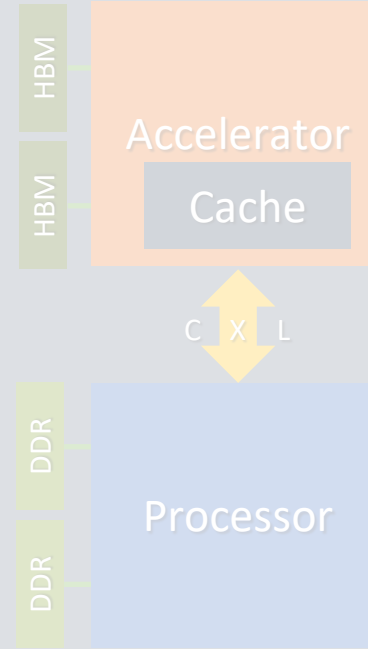 HBM
Accelerator
HBM
Cache
C X L
DDR
Processor
DDR